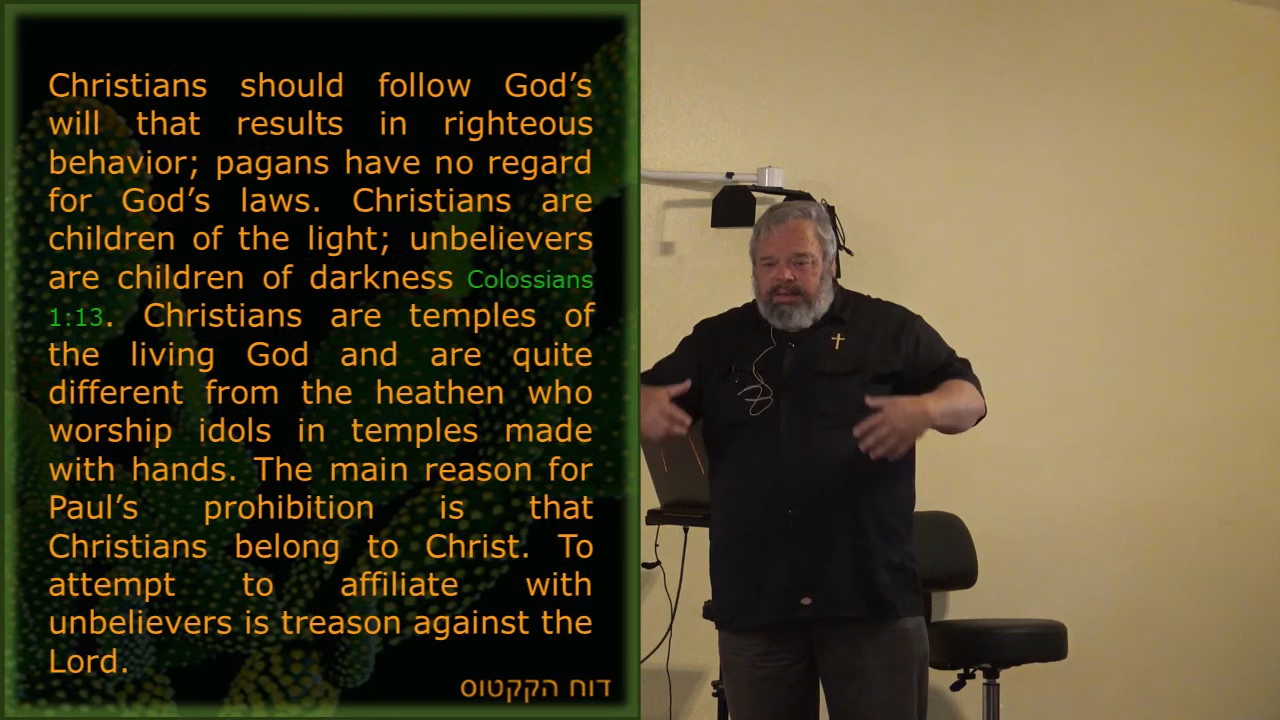 Christians should follow God’s
will that results in righteous
behavior; pagans have no regard
for God’s laws. Christians are
children of the light; unbelievers
are children of darkness Colossians
1:13. Christians are temples of
the living God and are quite
different from the heathen who
worship idols in temples made
with hands. The main reason for
Paul’s prohibition is that
Christians belong to Christ. To
attempt to affiliate with
unbelievers is treason against the
Lord.
דוח הקקטוס